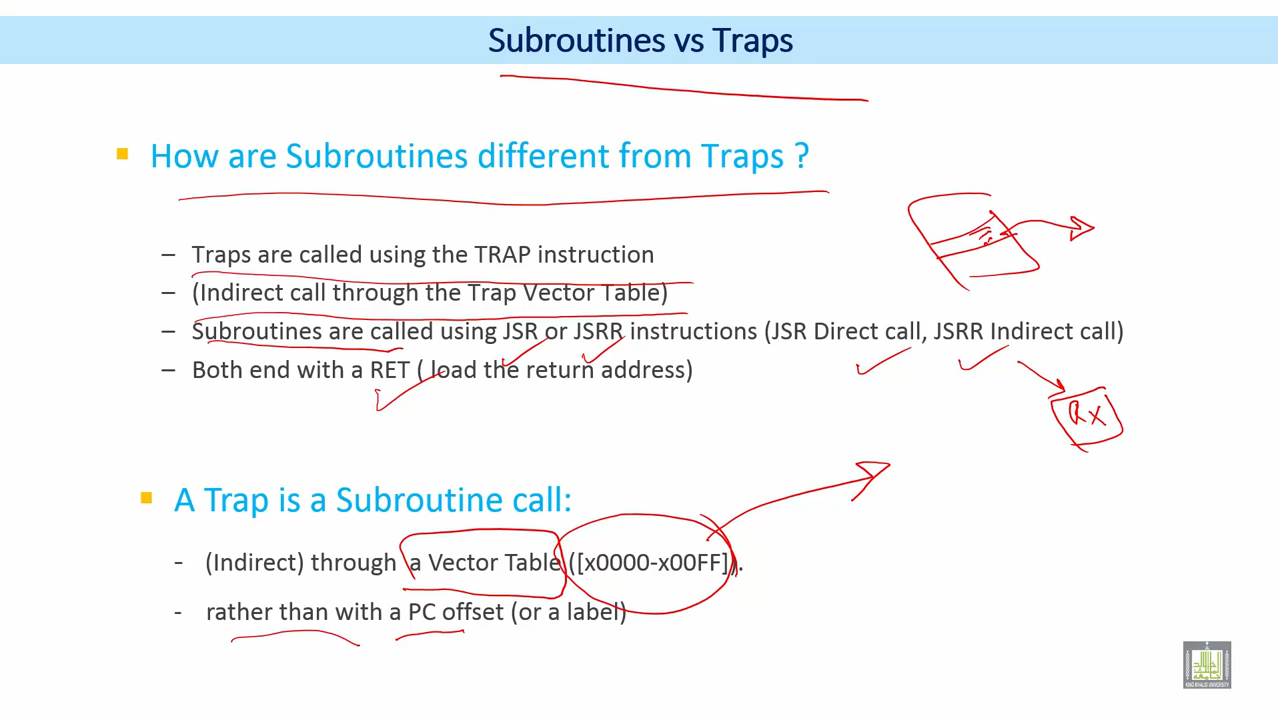 Subroutines vs Traps
How are Subroutines different from Traps ?
– Traps are called using the TRAP instruction
– (Indirect call through the Trap Vector Table)
– Subroutines are called using JSR or JSRR instructions (JSR Direct call, JSRR Indirect call)
– Both end with a RET ( load the return address)
Rx
A Trap is a Subroutine call:
- (Indirect) through a Vector Table ([x0000-x00FF]).
- rather than with a PC offset (or a label)
KING KHALID UNIVERSITY